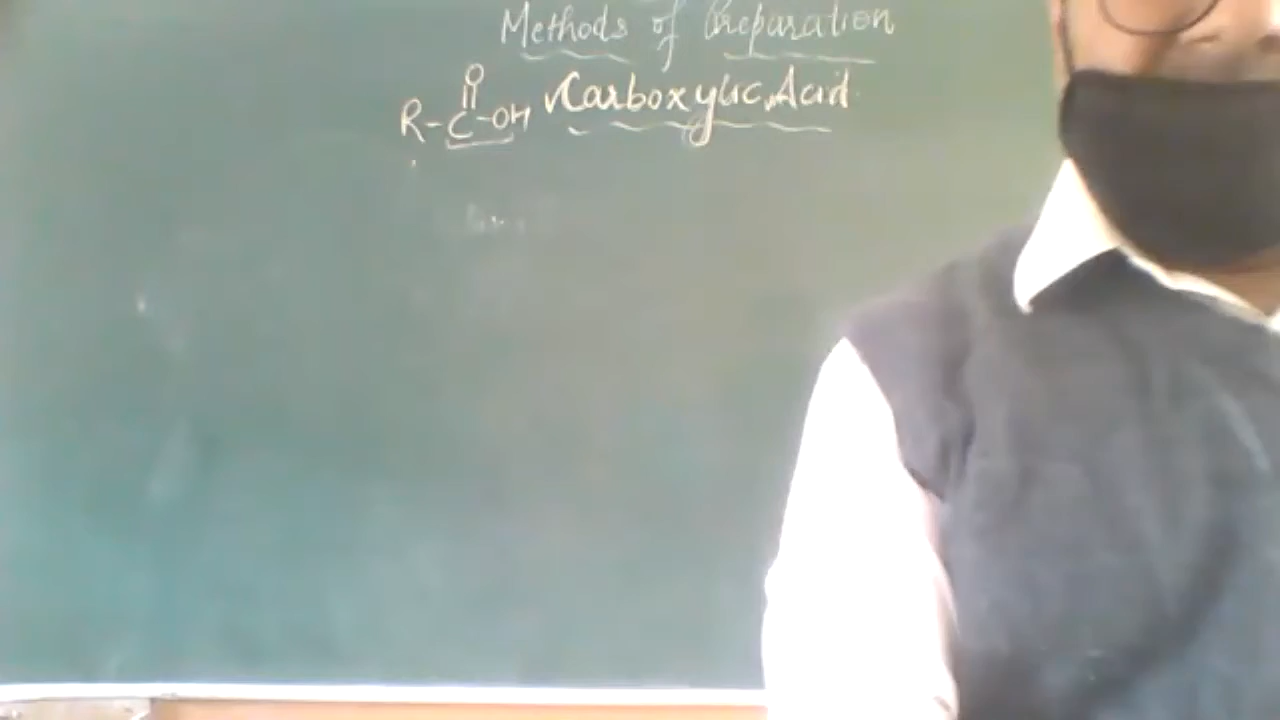 Methods of Preparation
O
R-C-OH Carboxylic Acid